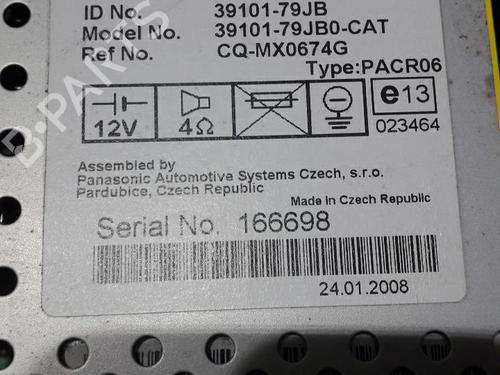 ID No. 39101-79JB
Model No. 39101-79JB0-CAT
Ref No. CQ-MX0674G
Type:PACR06
12V
4Ω
e13
023464
Assembled by
Panasonic Automotive Systems Czech, s.r.o.
Pardubice, Czech Republic
Made in Czech Republic
Serial No. 166698
24.01.2008
B-PARTS